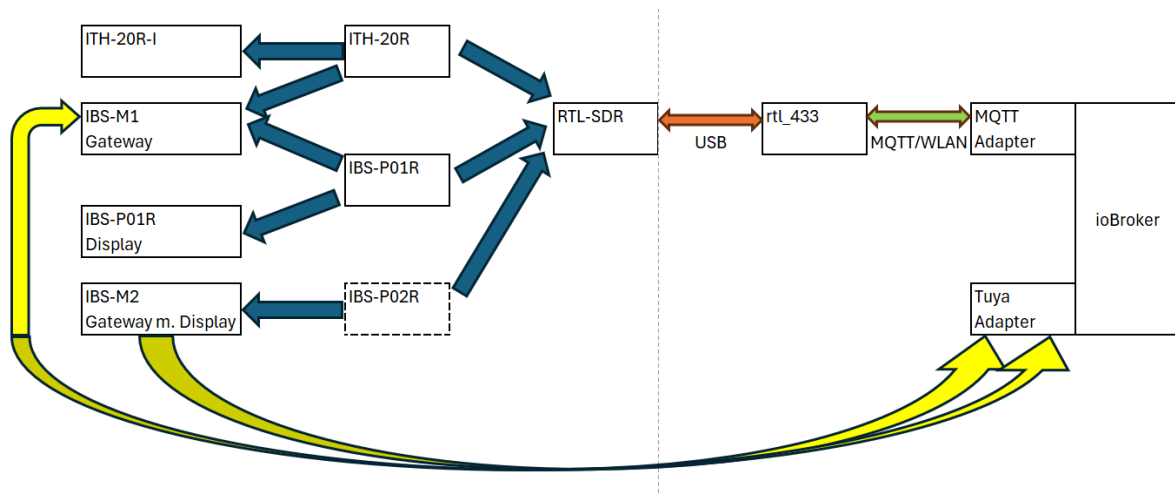 ITH-20R-I
ITH-20R
IBS-M1
Gateway
RTL-SDR
rtl_433
MQTT
Adapter
USB
MQTT/WLAN
IBS-P01R
IBS-P01R
Display
ioBroker
IBS-M2
Gateway m. Display
IBS-P02R
Tuya
Adapter